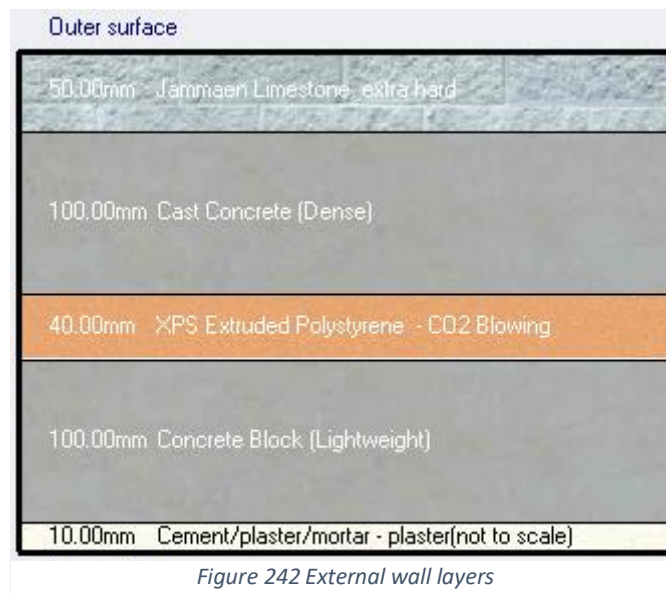 Outer surface
50.00mm Jammaen Limestone, extra hard
100.00mm Cast Concrete (Dense)
40.00mm XPS Extruded Polystyrene - CO2 Blowing
100.00mm Concrete Block (Lightweight)
10.00mm Cement/plaster/mortar - plaster(not to scale)
Figure 242 External wall layers